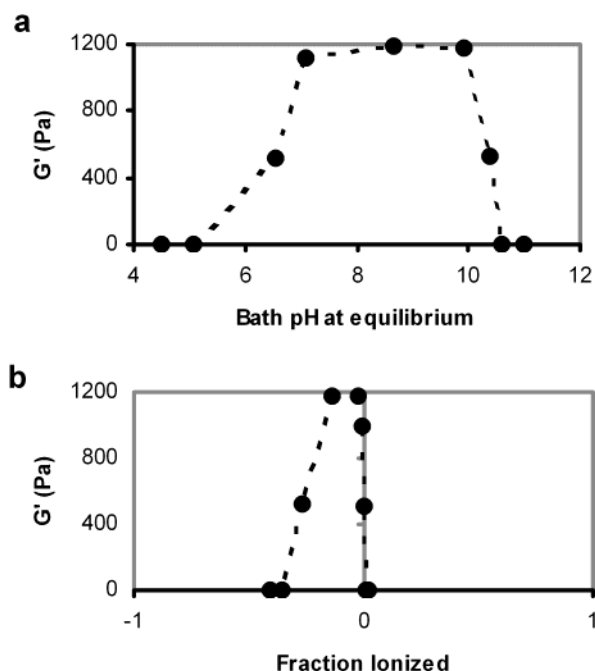 a
1200
800
400
0
G' (Pa)
4 6 8 10 12
Bath pH at equilibrium
b
1200
800
400
0
G' (Pa)
-1 0 1
Fraction Ionized